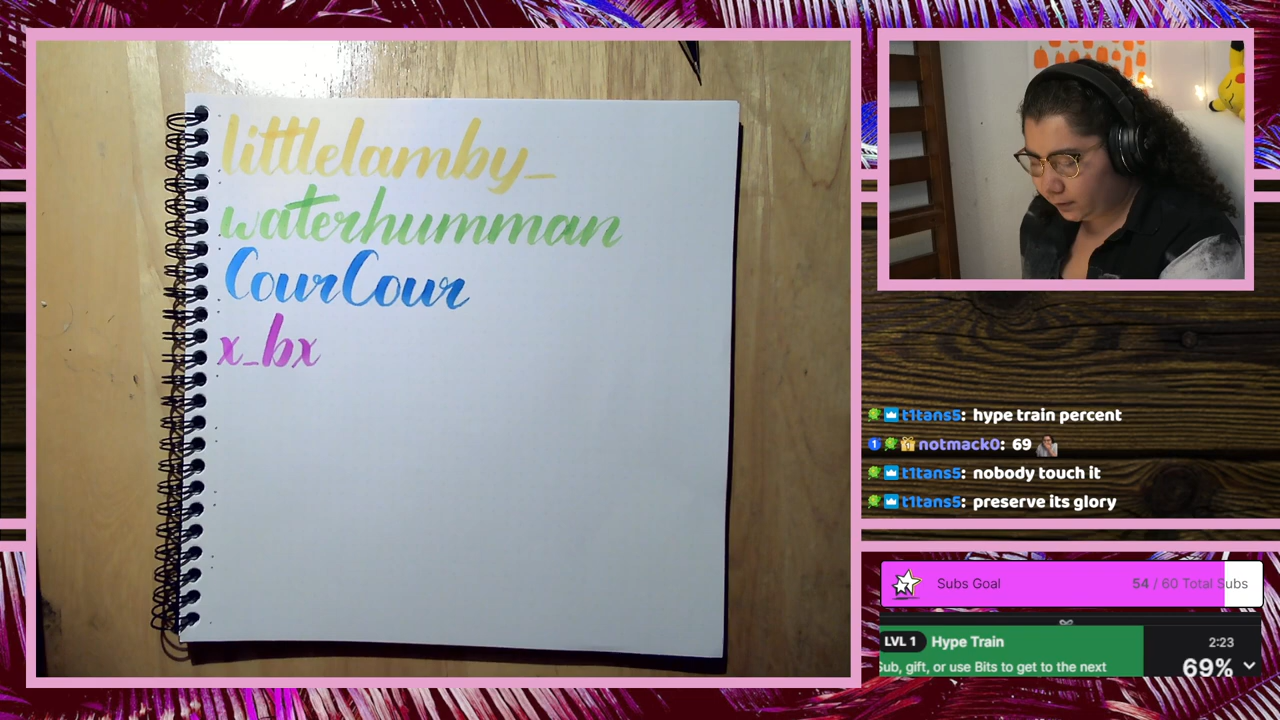 littlelamby_
waterhumman
CourCour
x_bx
t1tans5: hype train percent
notmack0: 69
t1tans5: nobody touch it
t1tans5: preserve its glory
Subs Goal 54 / 60 Total Subs
LVL 1 Hype Train 2:23
Sub, gift, or use Bits to get to the next 69%